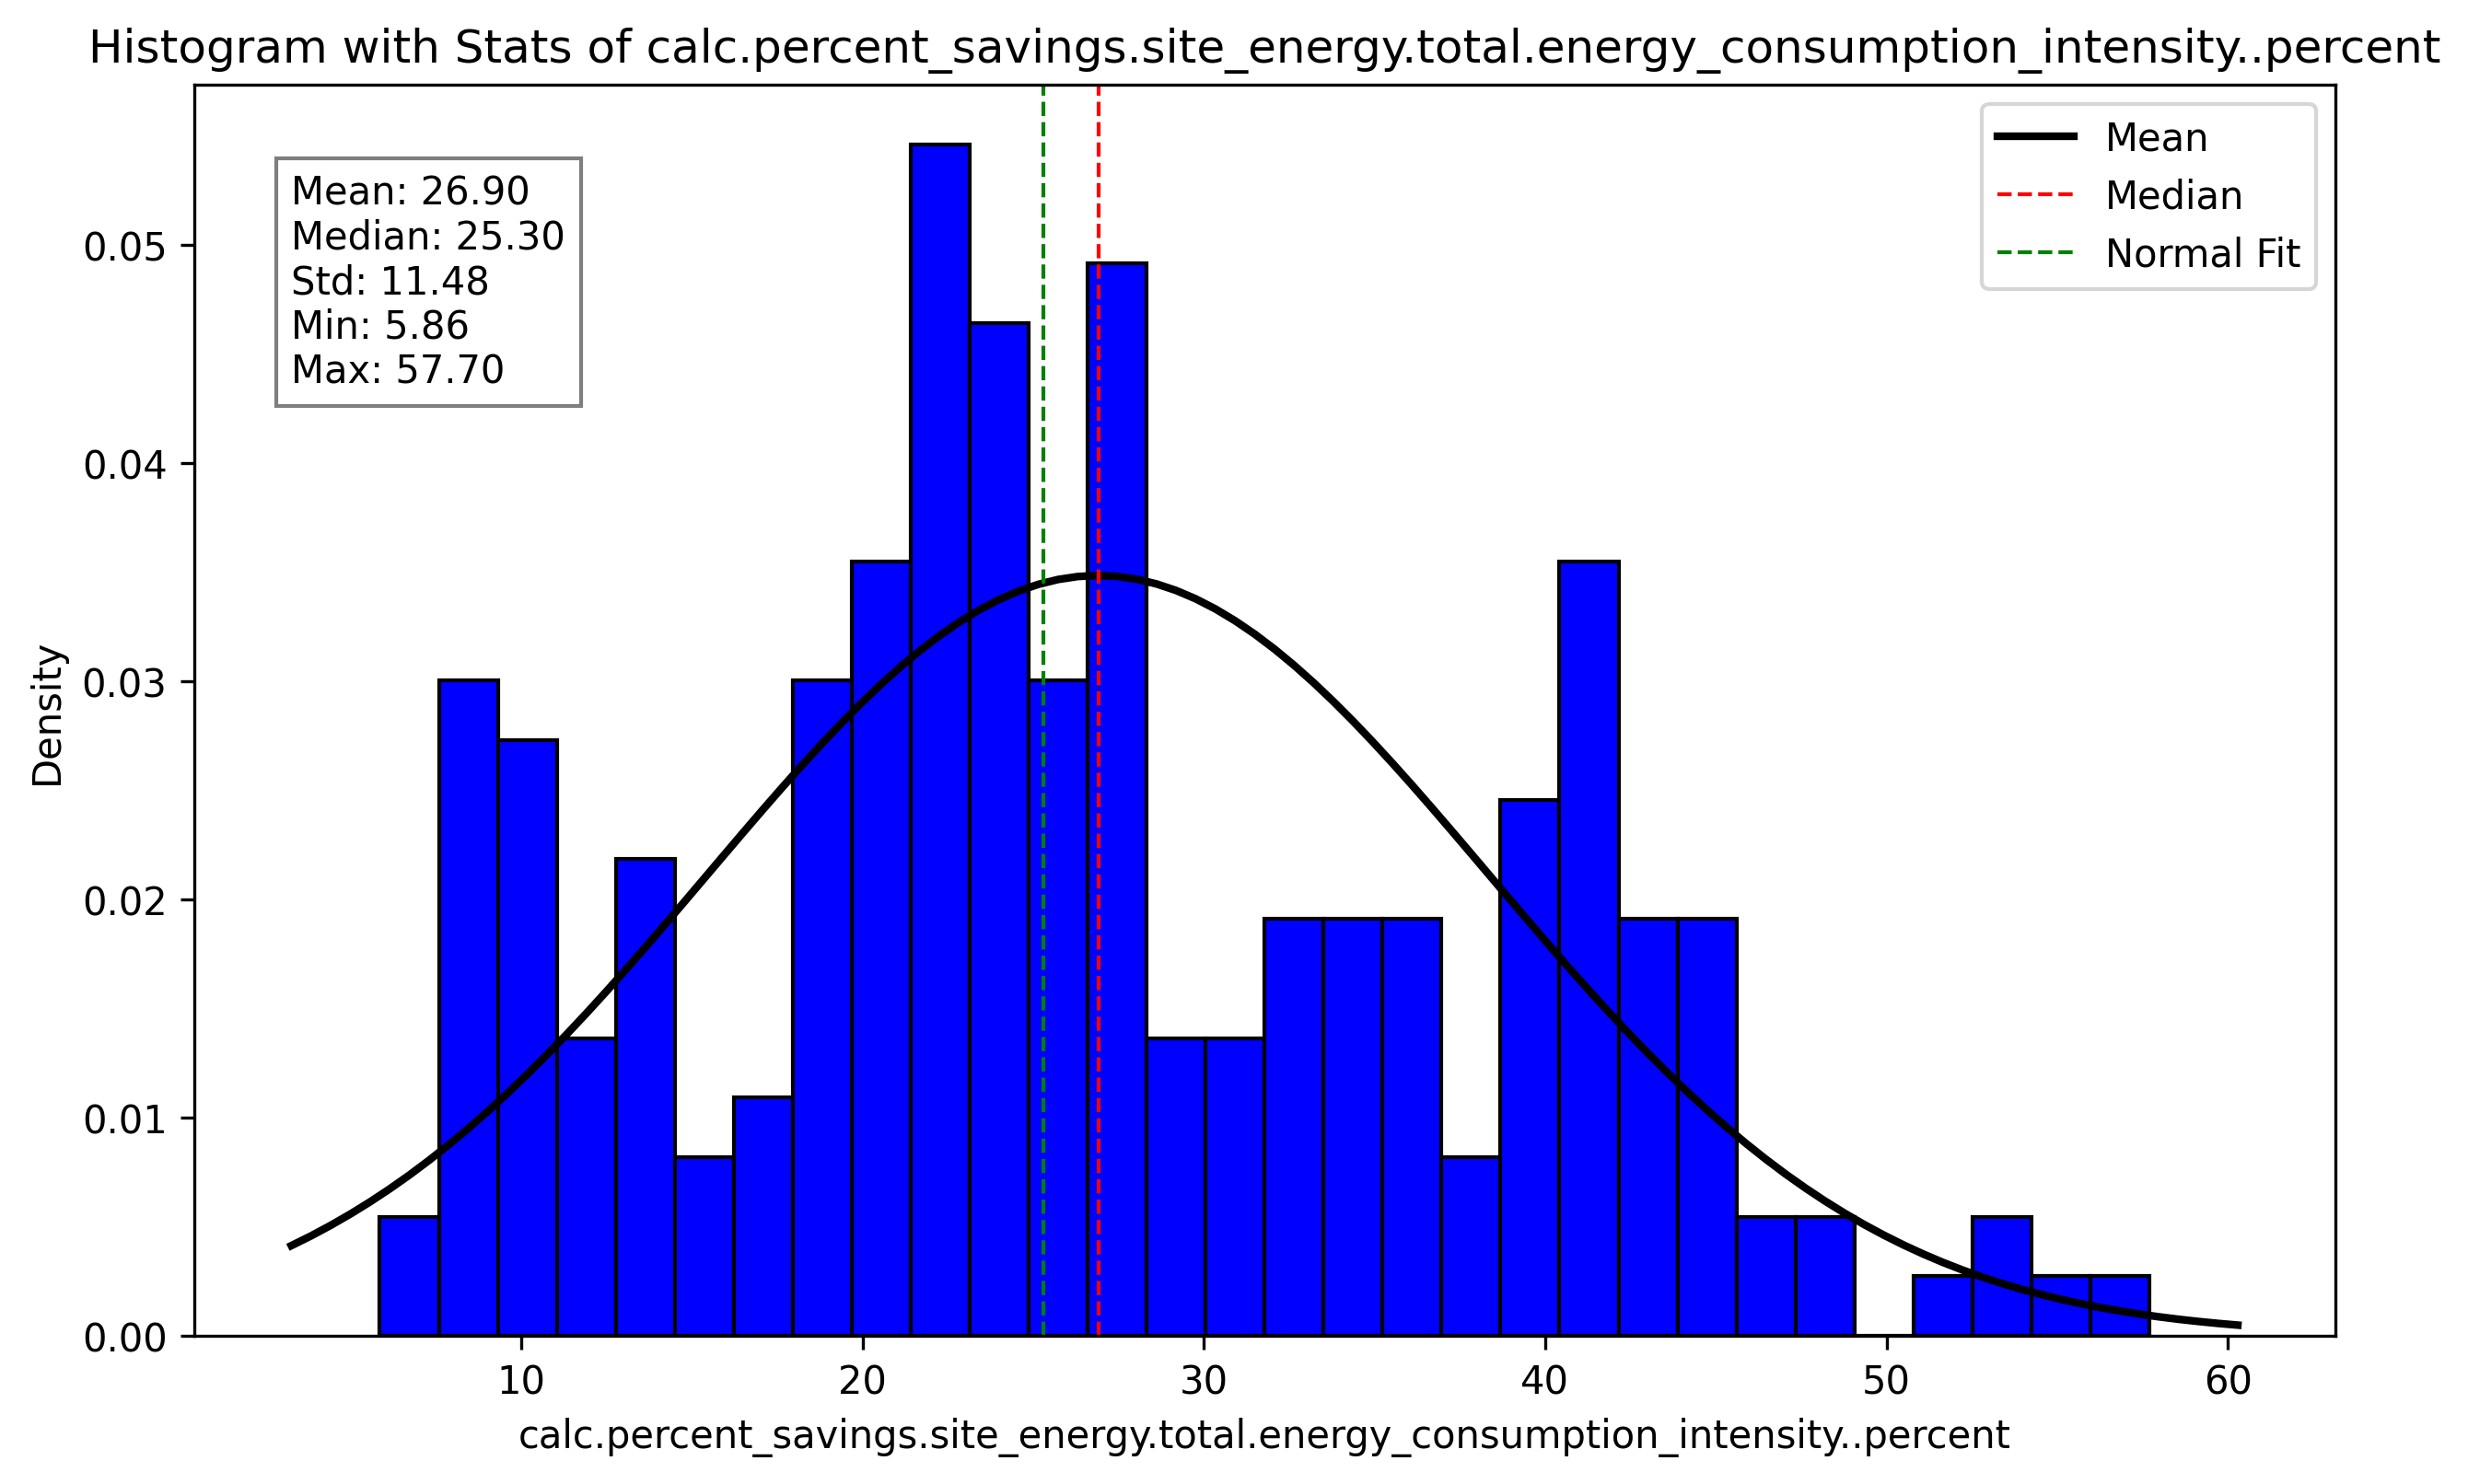 Histogram with Stats of calc.percent_savings.site_energy.total.energy_consumption_intensity..percent
Mean: 26.90
Median: 25.30
Std: 11.48
Min: 5.86
Max: 57.70
Mean
Median
Normal Fit
Density
0.05
0.04
0.03
0.02
0.01
0.00
10 20 30 40 50 60
calc.percent_savings.site_energy.total.energy_consumption_intensity..percent